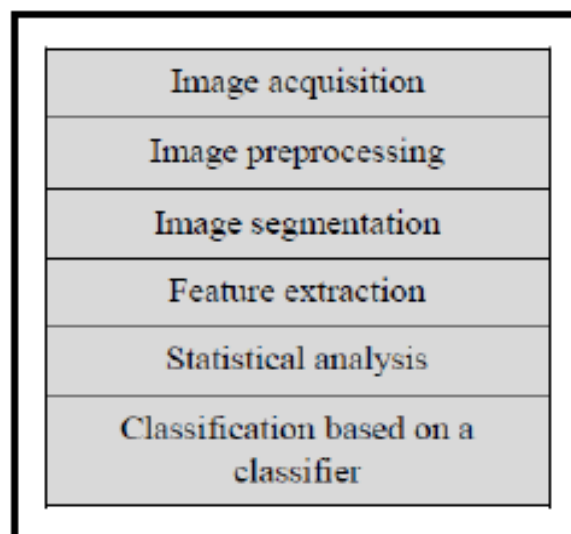 Image acquisition
Image preprocessing
Image segmentation
Feature extraction
Statistical analysis
Classification based on a
classifier